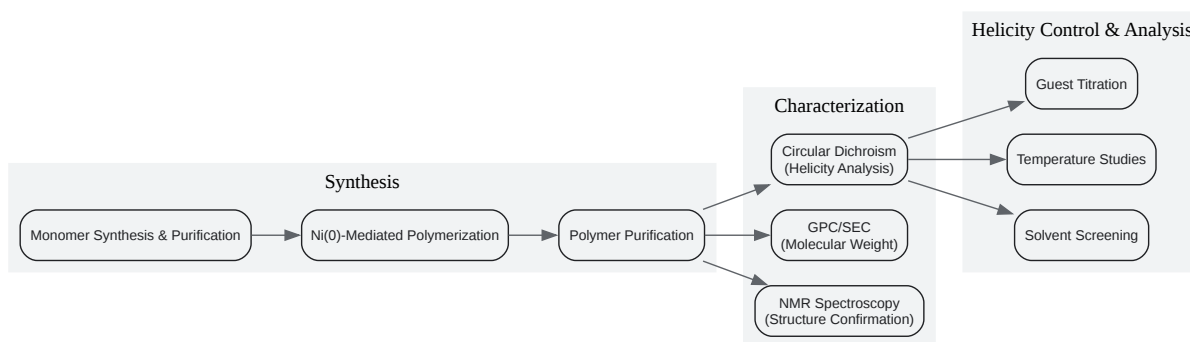 Synthesis
Monomer Synthesis & Purification
Ni(0)-Mediated Polymerization
Polymer Purification
Characterization
Circular Dichroism
(Helicity Analysis)
GPC/SEC
(Molecular Weight)
NMR Spectroscopy
(Structure Confirmation)
Helicity Control & Analysis
Guest Titration
Temperature Studies
Solvent Screening